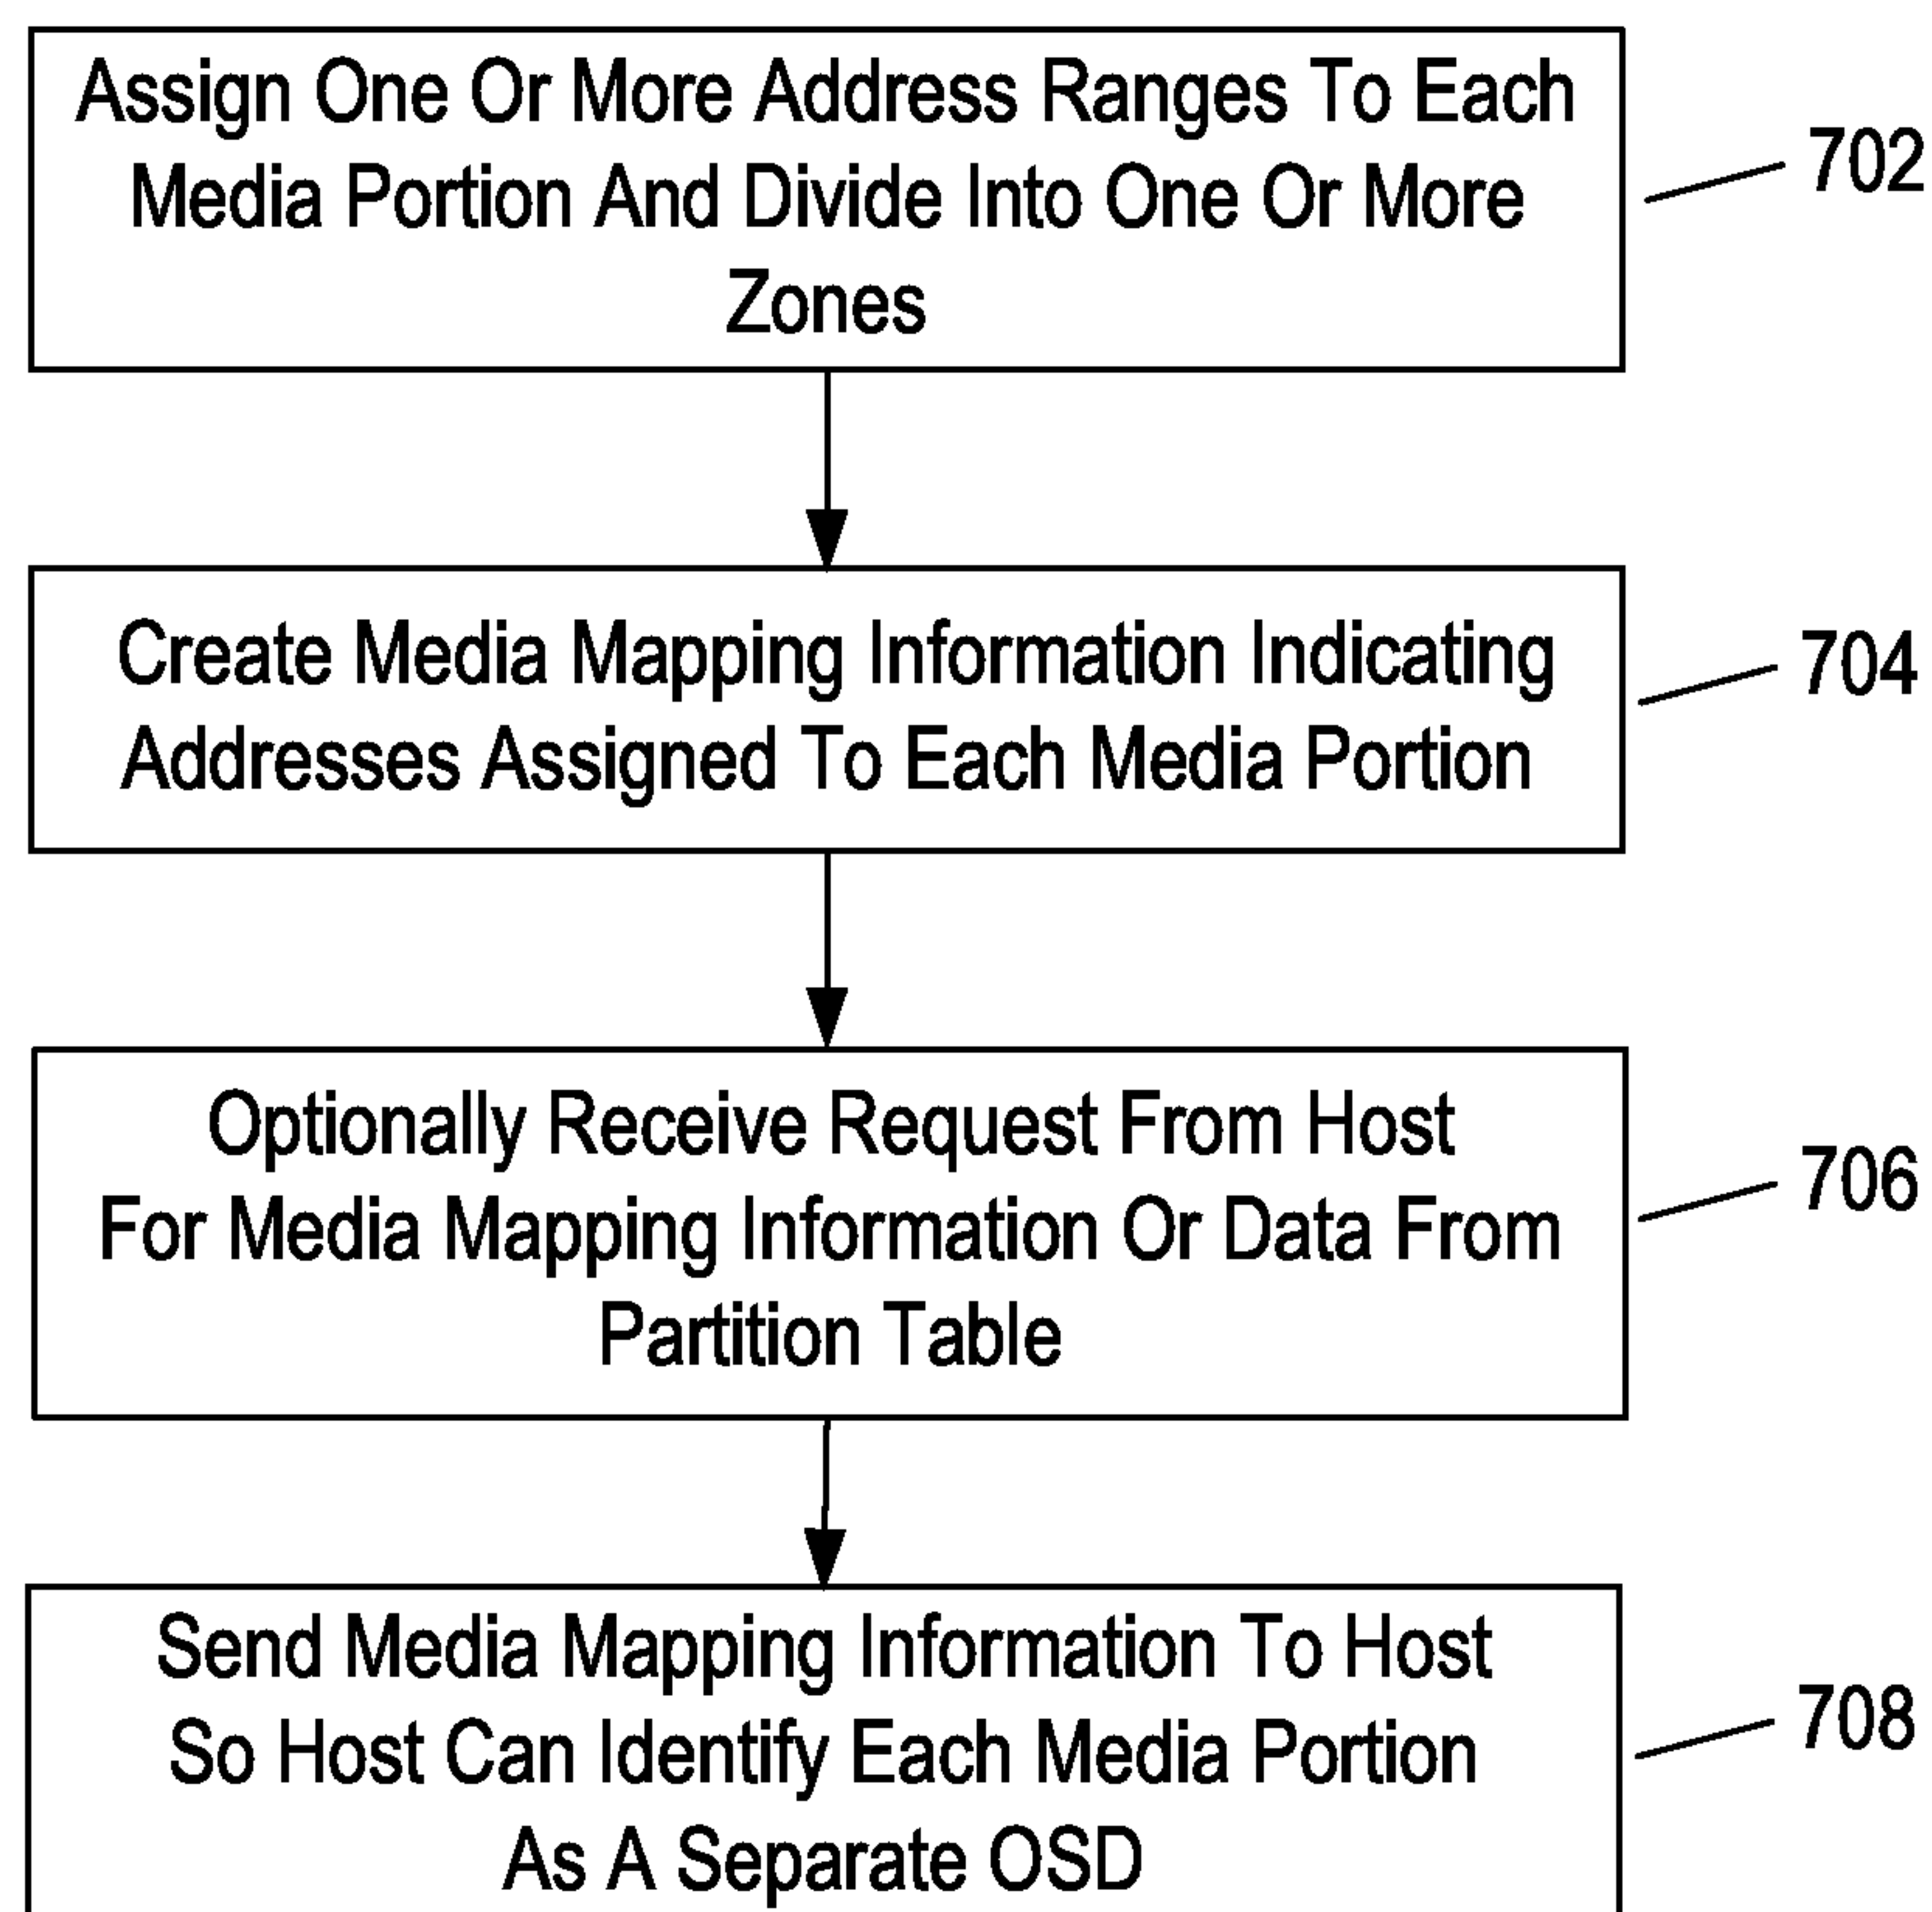 Assign One Or More Address Ranges To Each
Media Portion And Divide Into One Or More
Zones
702
Create Media Mapping Information Indicating
Addresses Assigned To Each Media Portion
704
Optionally Receive Request From Host
For Media Mapping Information Or Data From
Partition Table
706
Send Media Mapping Information To Host
So Host Can Identify Each Media Portion
As A Separate OSD
708